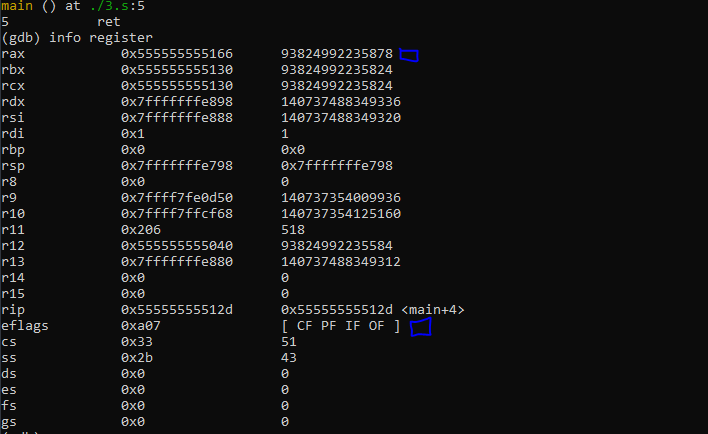 main () at ./3.s:5
5 ret
(gdb) info register
rax 0x555555555166 93824992235878
rbx 0x555555555130 93824992235824
rcx 0x555555555130 93824992235824
rdx 0x7fffffffe898 140737488349336
rsi 0x7fffffffe888 140737488349320
rdi 0x1 1
rbp 0x0 0x0
rsp 0x7fffffffe798 0x7fffffffe798
r8 0x0 0
r9 0x7ffff7fe0d50 140737354009936
r10 0x7ffff7ffcf68 140737354125160
r11 0x206 518
r12 0x555555555040 93824992235584
r13 0x7fffffffe880 140737488349312
r14 0x0 0
r15 0x0 0
rip 0x55555555512d 0x55555555512d <main+4>
eflags 0xa07 [ CF PF IF OF ]
cs 0x33 51
ss 0x2b 43
ds 0x0 0
es 0x0 0
fs 0x0 0
gs 0x0 0